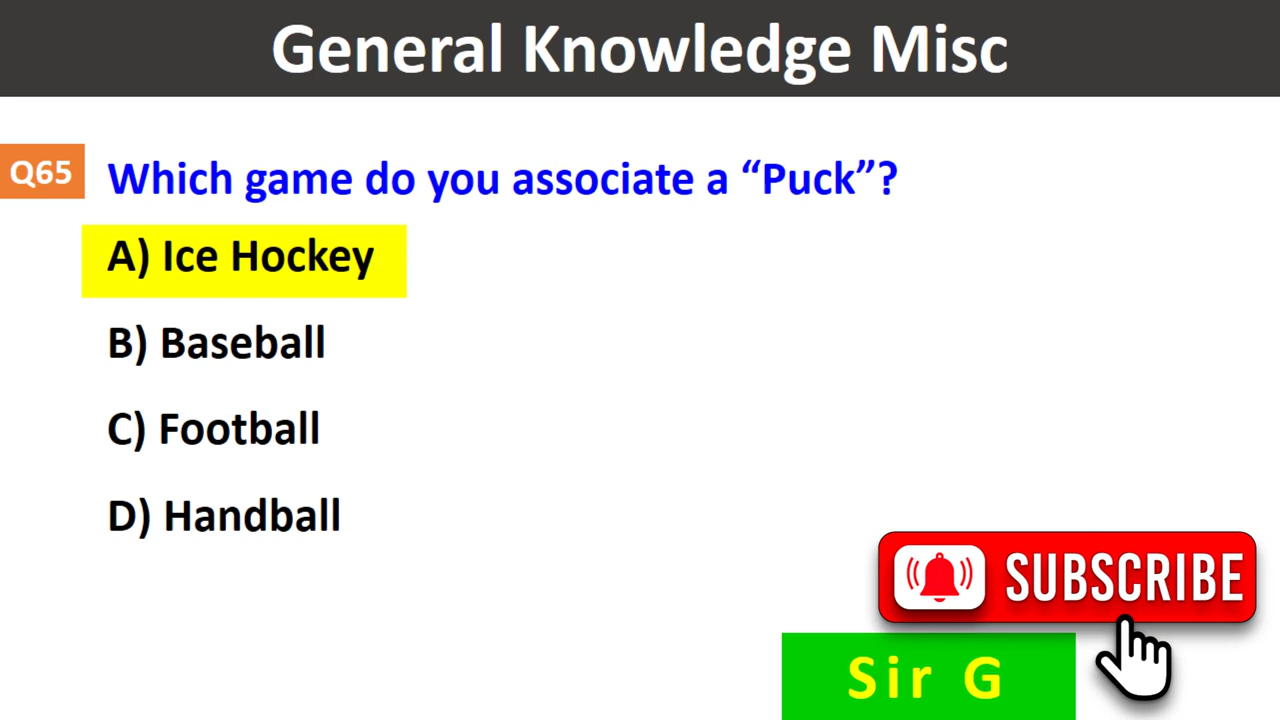 General Knowledge Misc
Q65 Which game do you associate a “Puck”?
A) Ice Hockey
B) Baseball
C) Football
D) Handball
SUBSCRIBE
Sir G